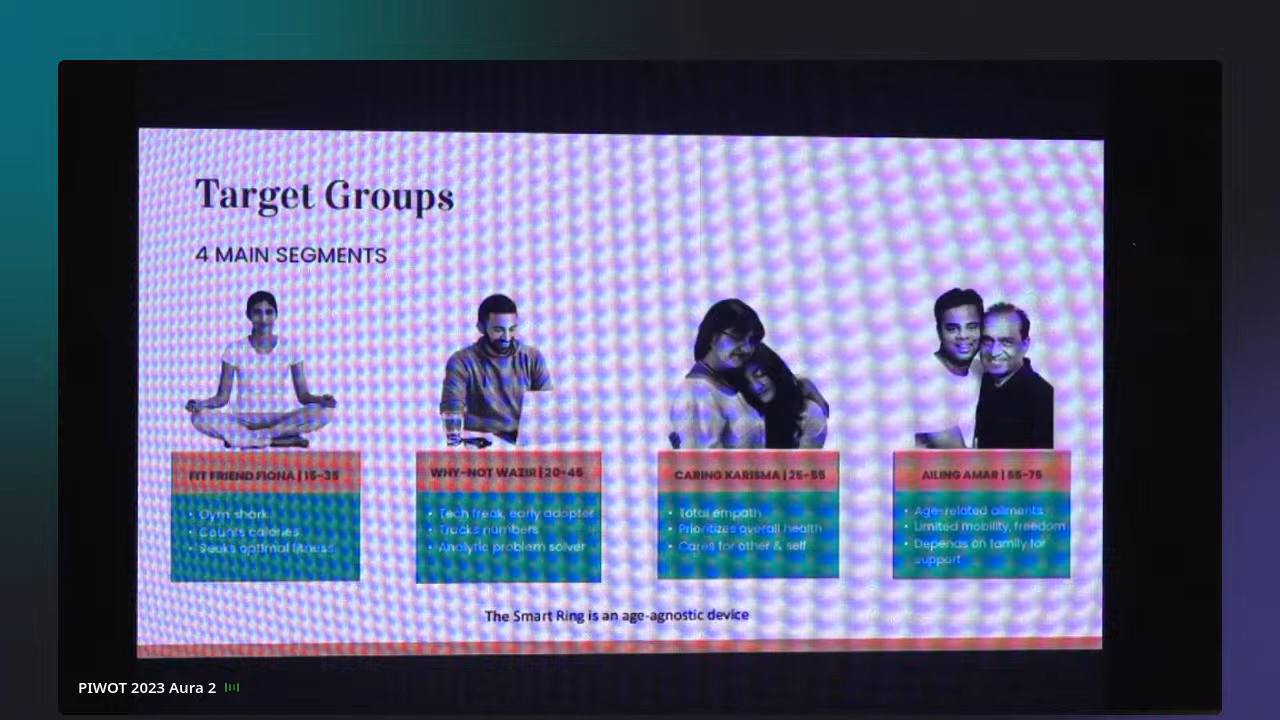 Target Groups
4 MAIN SEGMENTS
FIT FRIEND FIONA | 15-35
• Gym shark
• Counts calories
• Seeks optimal fitness
WHY-NOT WAZIR | 20-45
• Tech freak, early adopter
• Tracks numbers
• Analytic problem solver
CARING KARISMA | 25-55
• Total empath
• Prioritizes overall health
• Cares for other & self
AILING AMAR | 55-75
• Age-related ailments
• Limited mobility, freedom
• Depends on family for
support
The Smart Ring is an age-agnostic device
PIWOT 2023 Aura 2